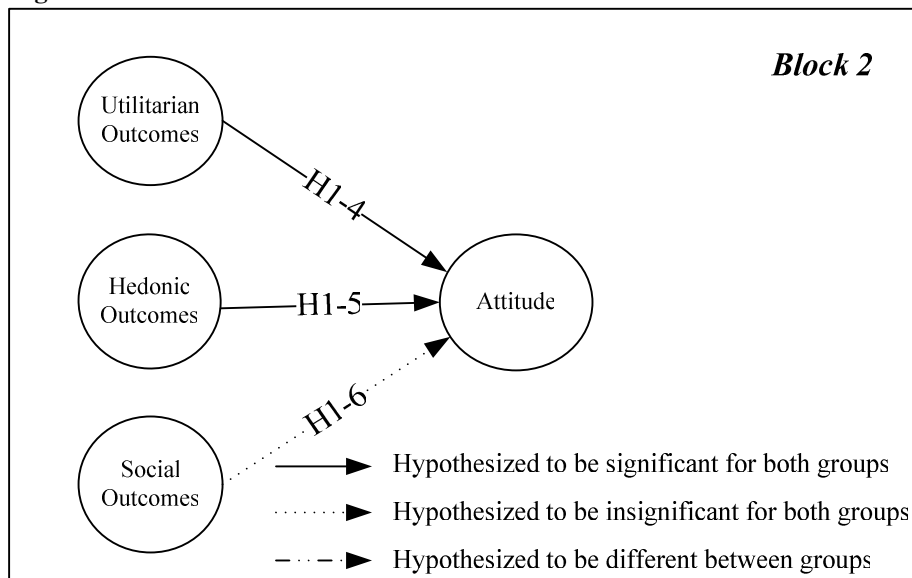 Block 2
Utilitarian
Outcomes
H1-4
Hedonic
Outcomes
H1-5
Attitude
H1-6
Social
Outcomes
Hypothesized to be significant for both groups
Hypothesized to be insignificant for both groups
Hypothesized to be different between groups